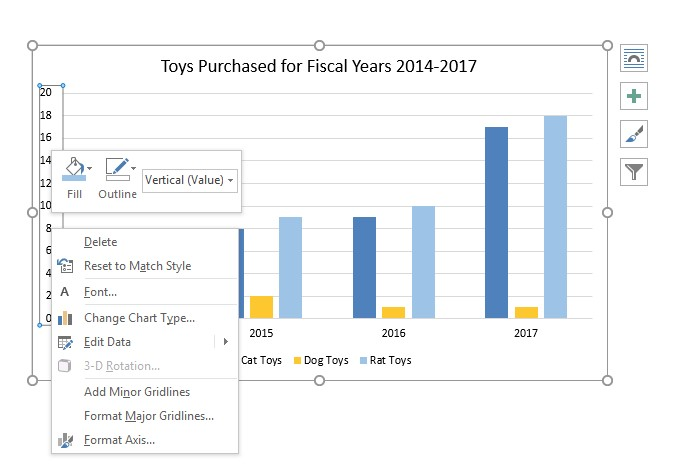 Toys Purchased for Fiscal Years 2014-2017
20
18
16
14
12
10
8
6
4
2
0
Fill
Outline
Vertical (Value)
Delete
Reset to Match Style
A Font...
Change Chart Type...
Edit Data
3-D Rotation...
Add Minor Gridlines
Format Major Gridlines...
Format Axis...
2015 2016 2017
Cat Toys Dog Toys Rat Toys